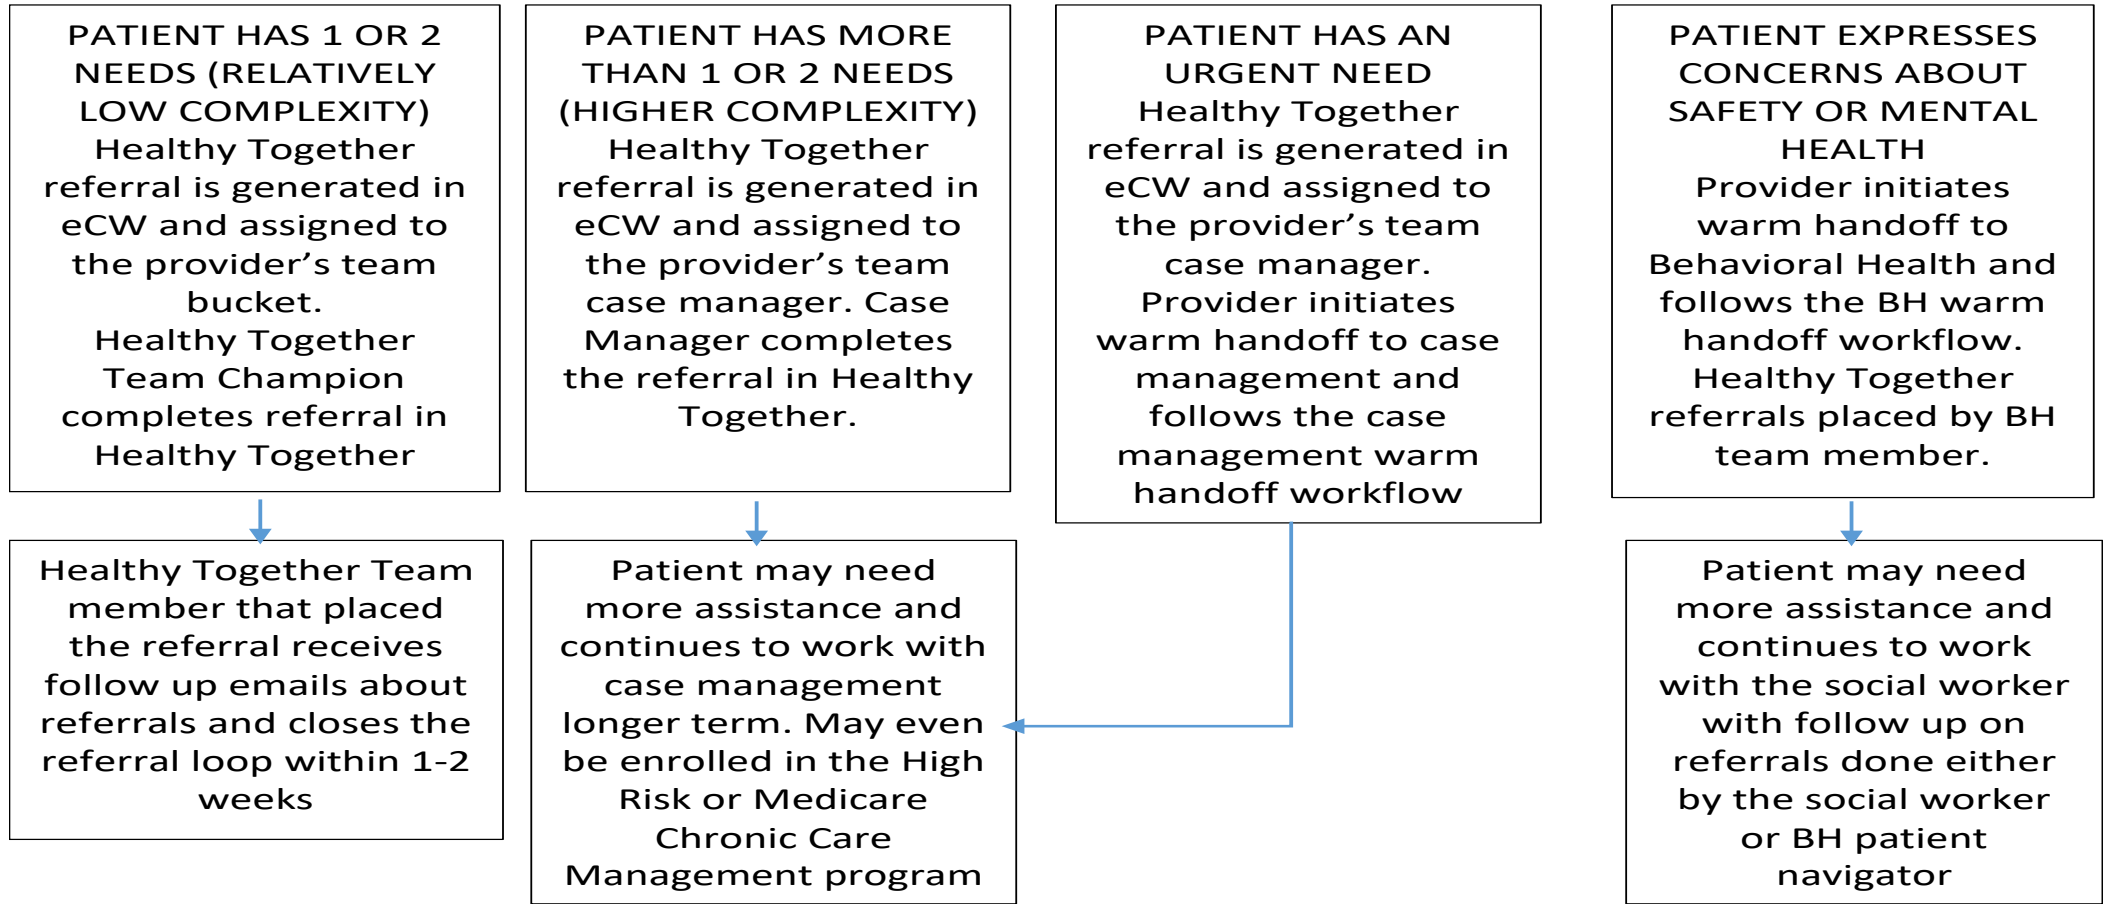 PATIENT HAS 1 OR 2
NEEDS (RELATIVELY
LOW COMPLEXITY)
Healthy Together
referral is generated in
eCW and assigned to
the provider’s team
bucket.
Healthy Together
Team Champion
completes referral in
Healthy Together
PATIENT HAS MORE
THAN 1 OR 2 NEEDS
(HIGHER COMPLEXITY)
Healthy Together
referral is generated in
eCW and assigned to
the provider’s team
case manager. Case
Manager completes
the referral in Healthy
Together.
PATIENT HAS AN
URGENT NEED
Healthy Together
referral is generated in
eCW and assigned to
the provider’s team
case manager.
Provider initiates
warm handoff to case
management and
follows the case
management warm
handoff workflow
PATIENT EXPRESSES
CONCERNS ABOUT
SAFETY OR MENTAL
HEALTH
Provider initiates
warm handoff to
Behavioral Health and
follows the BH warm
handoff workflow.
Healthy Together
referrals placed by BH
team member.
Healthy Together Team
member that placed
the referral receives
follow up emails about
referrals and closes the
referral loop within 1-2
weeks
Patient may need
more assistance and
continues to work with
case management
longer term. May even
be enrolled in the High
Risk or Medicare
Chronic Care
Management program
Patient may need
more assistance and
continues to work
with the social worker
with follow up on
referrals done either
by the social worker
or BH patient
navigator